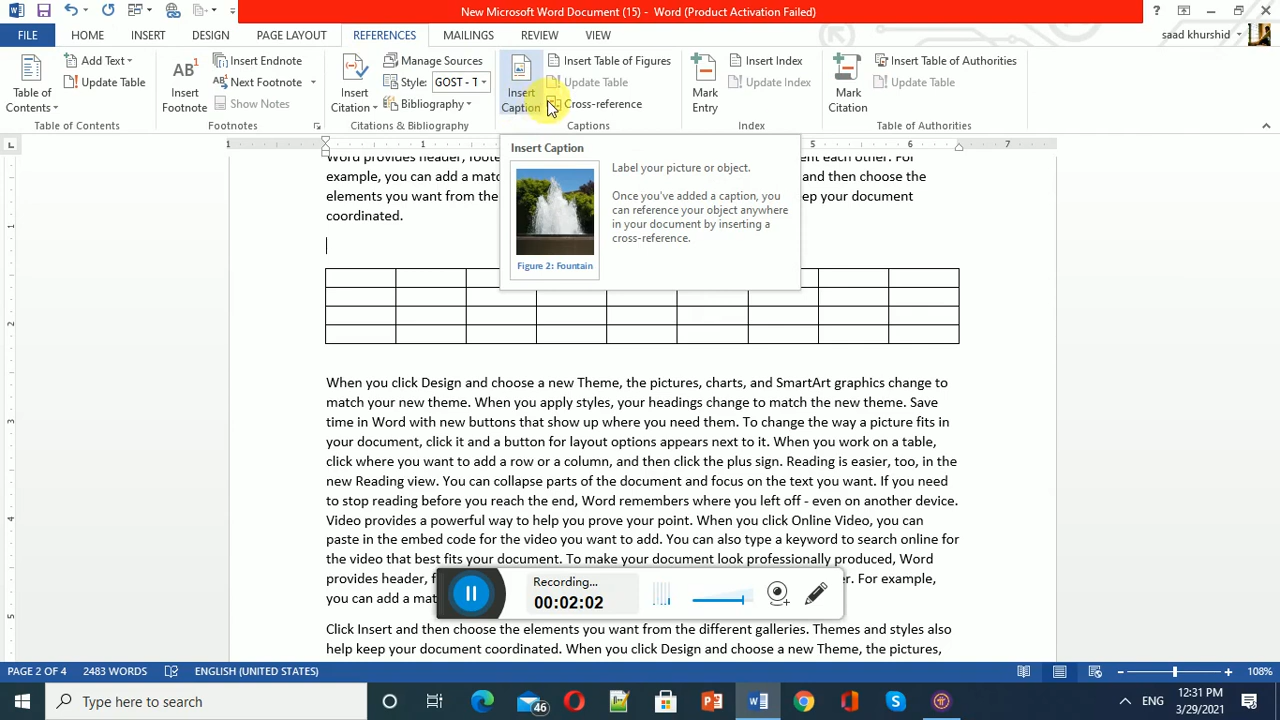 New Microsoft Word Document (15) - Word (Product Activation Failed)
saad khurshid
FILE HOME INSERT DESIGN PAGE LAYOUT REFERENCES MAILINGS REVIEW VIEW
Table of Contents
Add Text
Update Table
Table of Contents
AB
Insert Footnote
Insert Endnote
Next Footnote
Show Notes
Footnotes
Insert Citation
Manage Sources
Style: GOST - T
Bibliography
Citations & Bibliography
Insert Caption
Insert Table of Figures
Update Table
Cross-reference
Captions
Mark Entry
Insert Index
Update Index
Index
Mark Citation
Insert Table of Authorities
Update Table
Table of Authorities
Insert Caption
Label your picture or object.
Once you've added a caption, you
can reference your object anywhere
in your document by inserting a
cross-reference.
Figure 2: Fountain
Word provides header, foote
ent each other. For
example, you can add a matc
and then choose the
elements you want from the
ep your document
coordinated.
When you click Design and choose a new Theme, the pictures, charts, and SmartArt graphics change to
match your new theme. When you apply styles, your headings change to match the new theme. Save
time in Word with new buttons that show up where you need them. To change the way a picture fits in
your document, click it and a button for layout options appears next to it. When you work on a table,
click where you want to add a row or a column, and then click the plus sign. Reading is easier, too, in the
new Reading view. You can collapse parts of the document and focus on the text you want. If you need
to stop reading before you reach the end, Word remembers where you left off - even on another device.
Video provides a powerful way to help you prove your point. When you click Online Video, you can
paste in the embed code for the video you want to add. You can also type a keyword to search online for
the video that best fits your document. To make your document look professionally produced, Word
provides header, f
er. For example,
you can add a mat
Click Insert and then choose the elements you want from the different galleries. Themes and styles also
help keep your document coordinated. When you click Design and choose a new Theme, the pictures,
Recording...
00:02:02
PAGE 2 OF 4 2483 WORDS ENGLISH (UNITED STATES) 108%
Type here to search
46
ENG
12:31 PM
3/29/2021